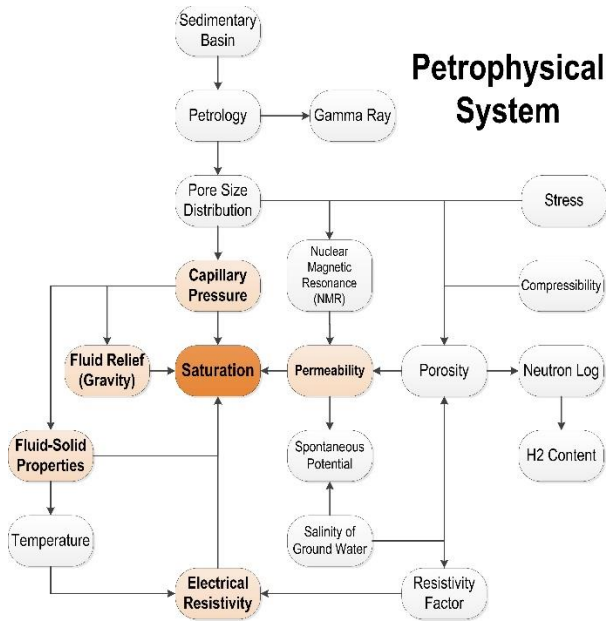 Sedimentary
Basin
Petrophysical
System
Petrology
Gamma Ray
Pore Size
Distribution
Stress
Nuclear
Magnetic
Resonance
(NMR)
Capillary
Pressure
Compressibility
Fluid Relief
(Gravity)
Saturation
Permeability
Porosity
Neutron Log
Fluid-Solid
Properties
Spontaneous
Potential
H2 Content
Temperature
Salinity of
Ground Water
Electrical
Resistivity
Resistivity
Factor